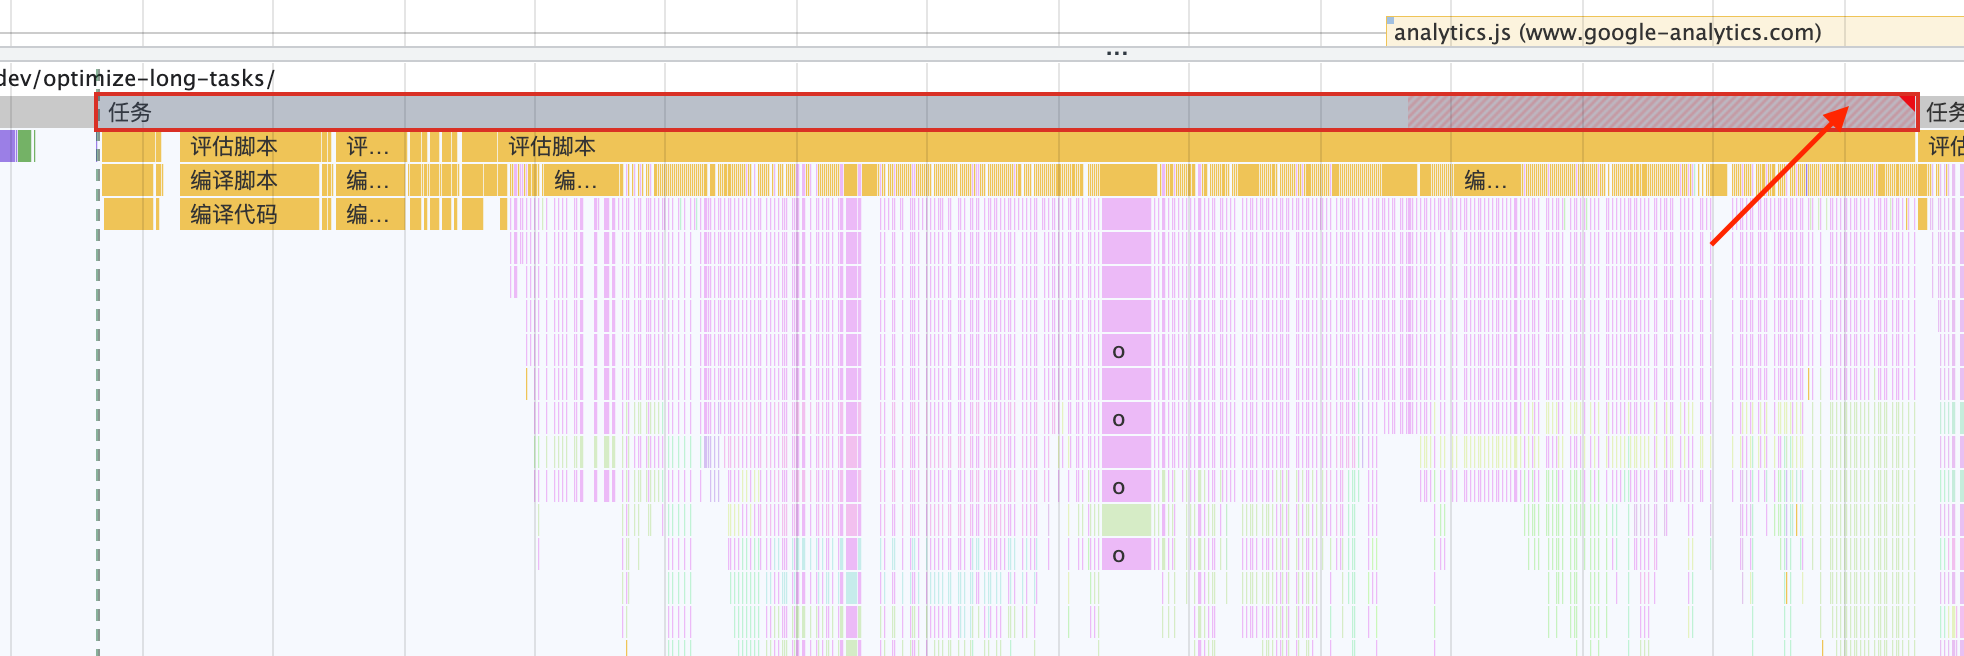 analytics.js (www.google-analytics.com)
...
dev/optimize-long-tasks/
任务 任务
评估脚本 评… 评估脚本 评估
编译脚本 编… 编… 编…
编译代码 编…
o
o
o
o